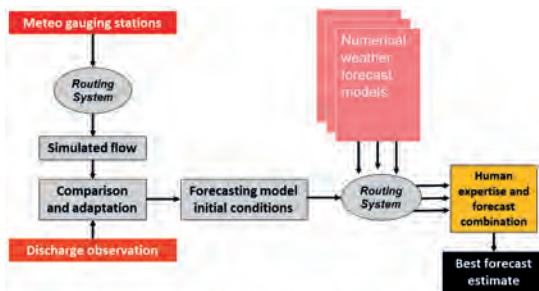 Meteo gauging stations
Routing
System
Simulated flow
Comparison
and adaptation
Discharge observation
Forecasting model
initial conditions
Numerical
weather
forecast
models
Routing
System
Human
expertise and
forecast
combination
Best forecast
estimate